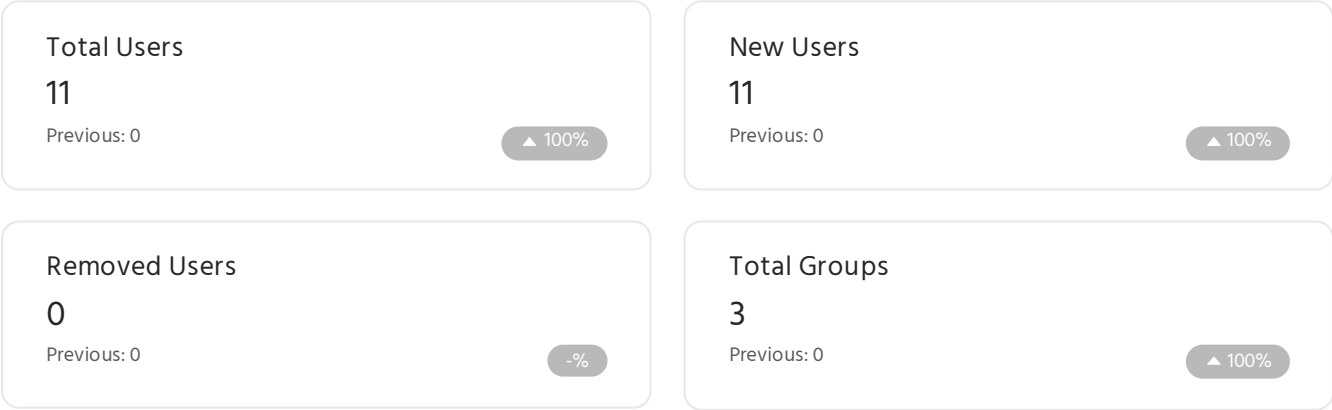 Total Users
11
Previous: 0
▲ 100%
New Users
11
Previous: 0
▲ 100%
Removed Users
0
Previous: 0
-%
Total Groups
3
Previous: 0
▲ 100%